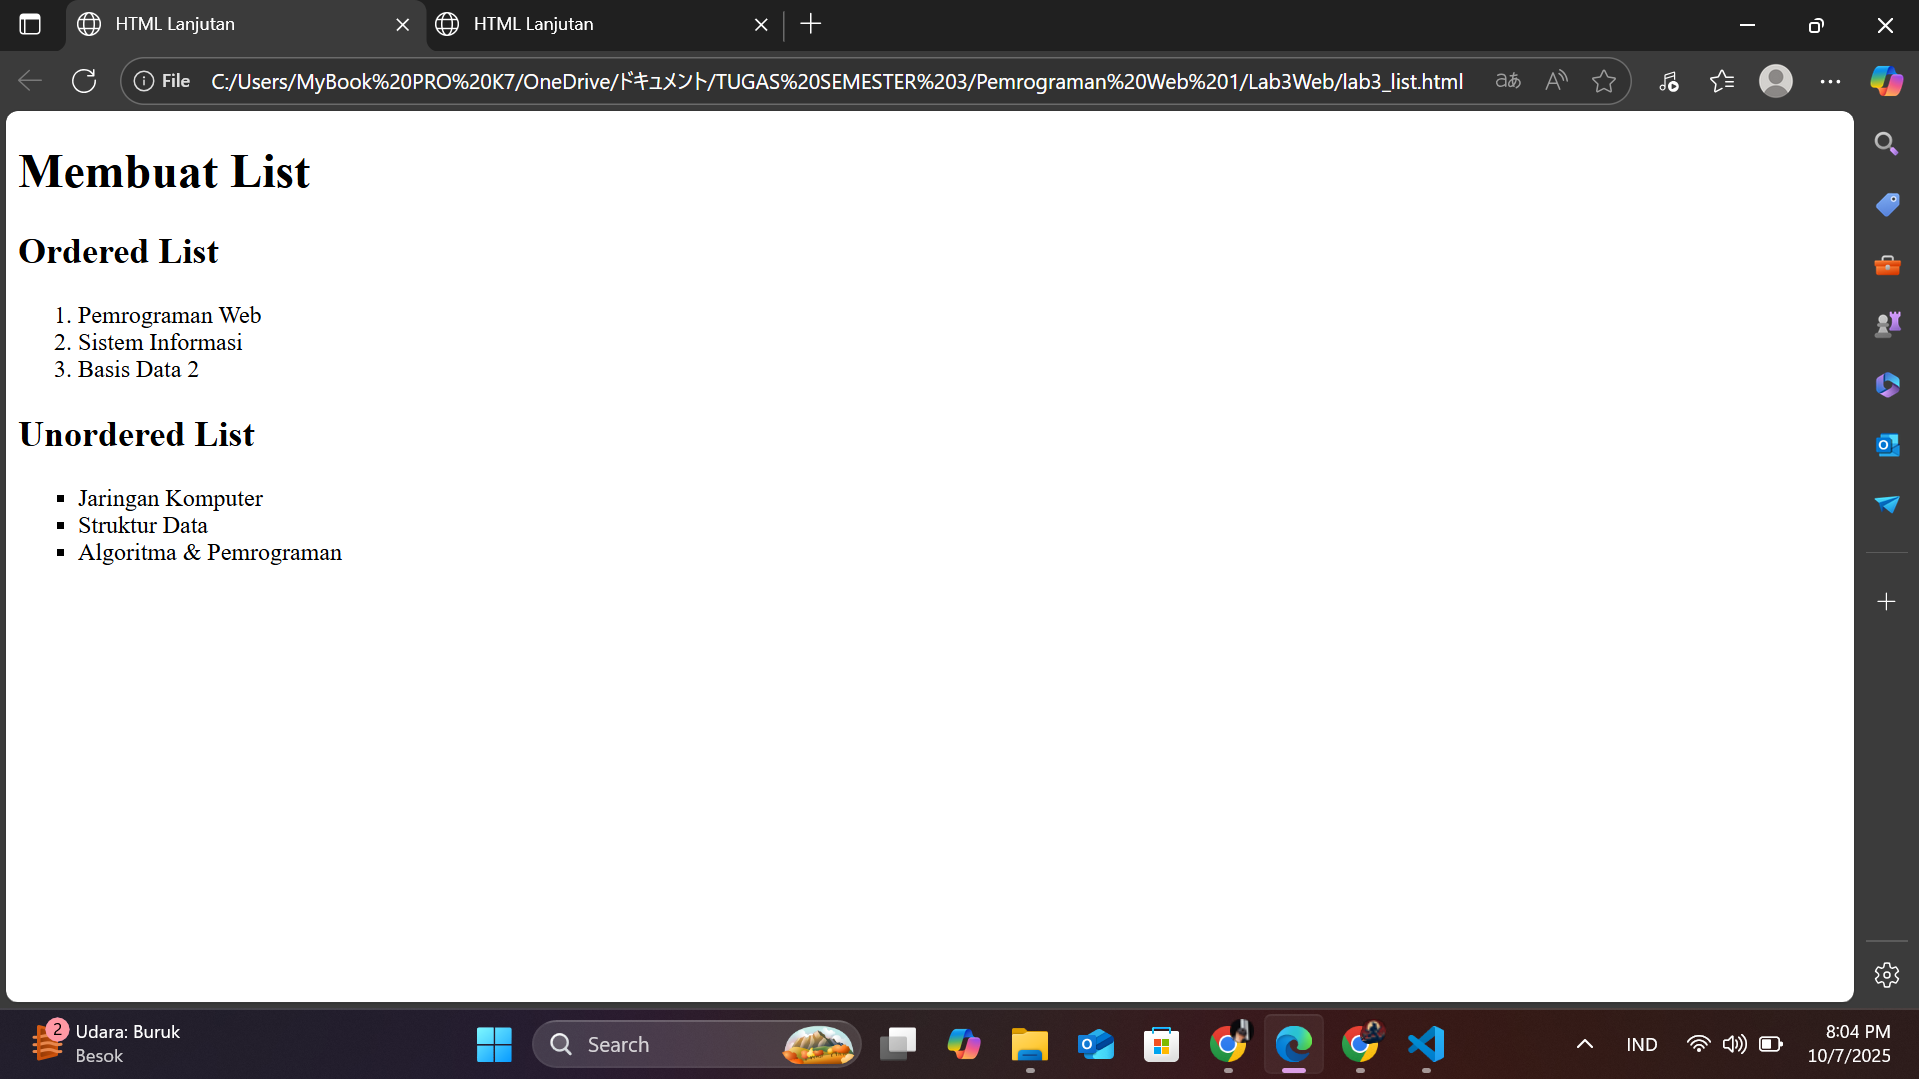 HTML Lanjutan
HTML Lanjutan
File C:/Users/MyBook%20PRO%20K7/OneDrive/ドキュメント/TUGAS%20SEMESTER%203/Pemrograman%20Web%201/Lab3Web/lab3_list.html
Membuat List
Ordered List
1. Pemrograman Web
2. Sistem Informasi
3. Basis Data 2
Unordered List
Jaringan Komputer
Struktur Data
Algoritma & Pemrograman
2
Udara: Buruk
Besok
Search
IND
8:04 PM
10/7/2025